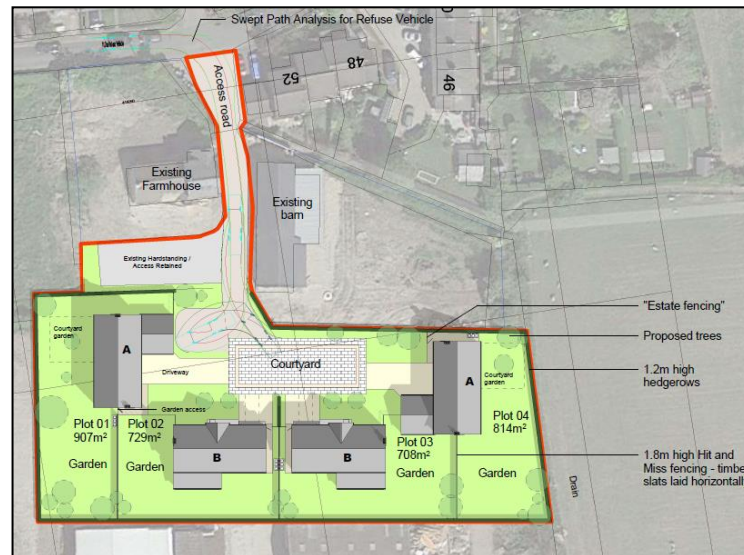 Swept Path Analysis for Refuse Vehicle
Access road
52
48
46
Existing
Farmhouse
Existing
barn
Existing Hardstanding /
Access Retained
"Estate fencing"
Proposed trees
1.2m high
hedgerows
1.8m high Hit and
Miss fencing - timbe
slats laid horizontall
Courtyard
garden
A
Driveway
Courtyard
A
Courtyard
garden
Garden access
Plot 01
907m²
Plot 02
729m²
Plot 03
708m²
Plot 04
814m²
B
B
Garden
Garden
Garden
Garden
Drain